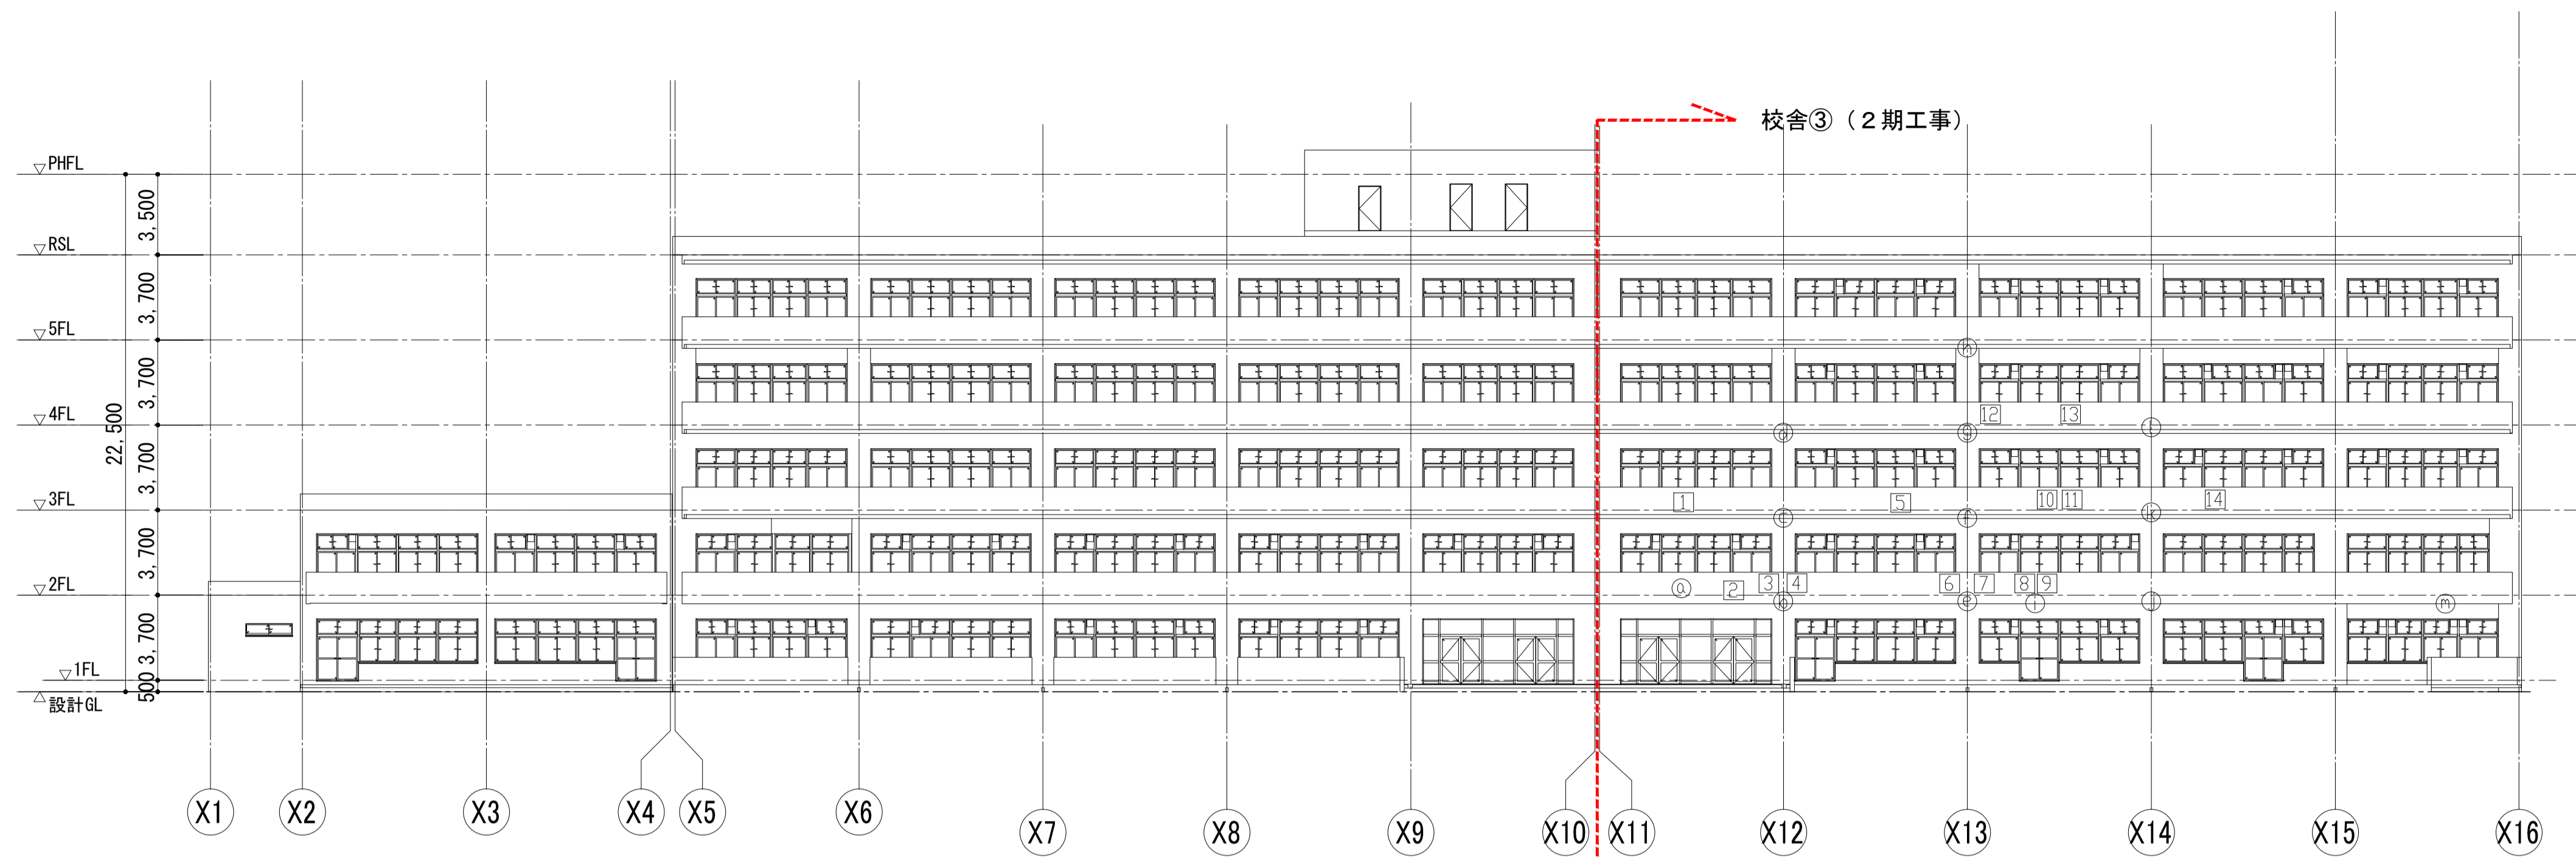 校舎③（２期工事）
PHFL
3,500
RSL
3,700
5FL
h
3,700
4FL
22,500
12
13
d
g
l
3,700
3FL
1
5
10
11
14
c
f
k
3,700
2FL
a
2
3
4
6
7
8
9
b
e
i
j
m
3,700
1FL
500
設計GL
X1
X2
X3
X4
X5
X6
X7
X8
X9
X10
X11
X12
X13
X14
X15
X16